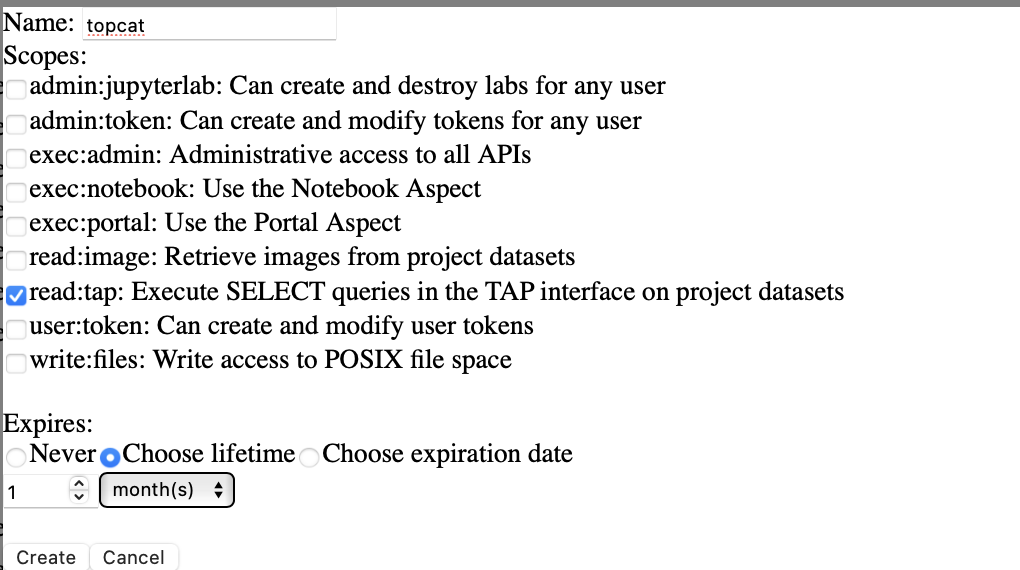 Name: topcat
Scopes:
admin:jupyterlab: Can create and destroy labs for any user
admin:token: Can create and modify tokens for any user
exec:admin: Administrative access to all APIs
exec:notebook: Use the Notebook Aspect
exec:portal: Use the Portal Aspect
read:image: Retrieve images from project datasets
read:tap: Execute SELECT queries in the TAP interface on project datasets
user:token: Can create and modify user tokens
write:files: Write access to POSIX file space
Expires:
Never Choose lifetime Choose expiration date
1 month(s)
Create Cancel